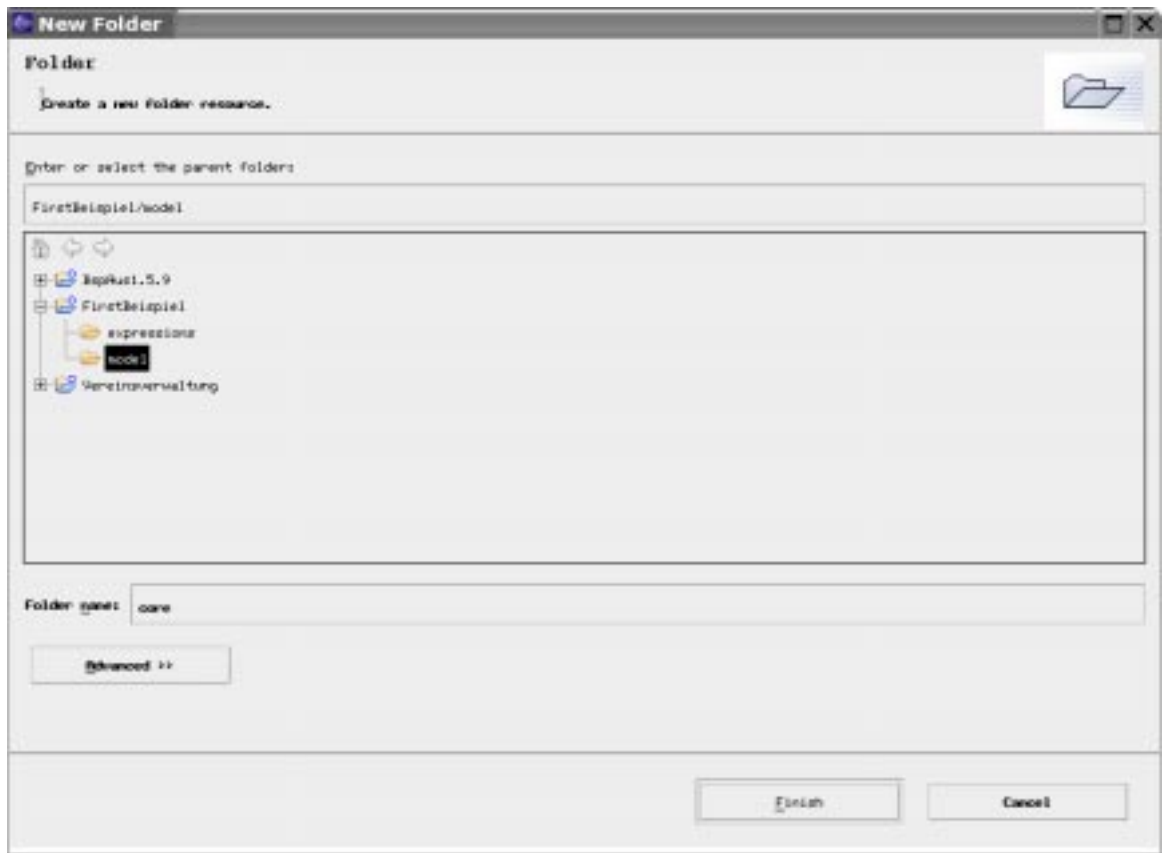 New Folder
Folder
Create a new folder resource.
Enter or select the parent folder:
FirstBeispiel/model
FirstBeispiel
expressions
model
Vereinsverwaltung
Folder name:
Advanced >>
Finish Cancel